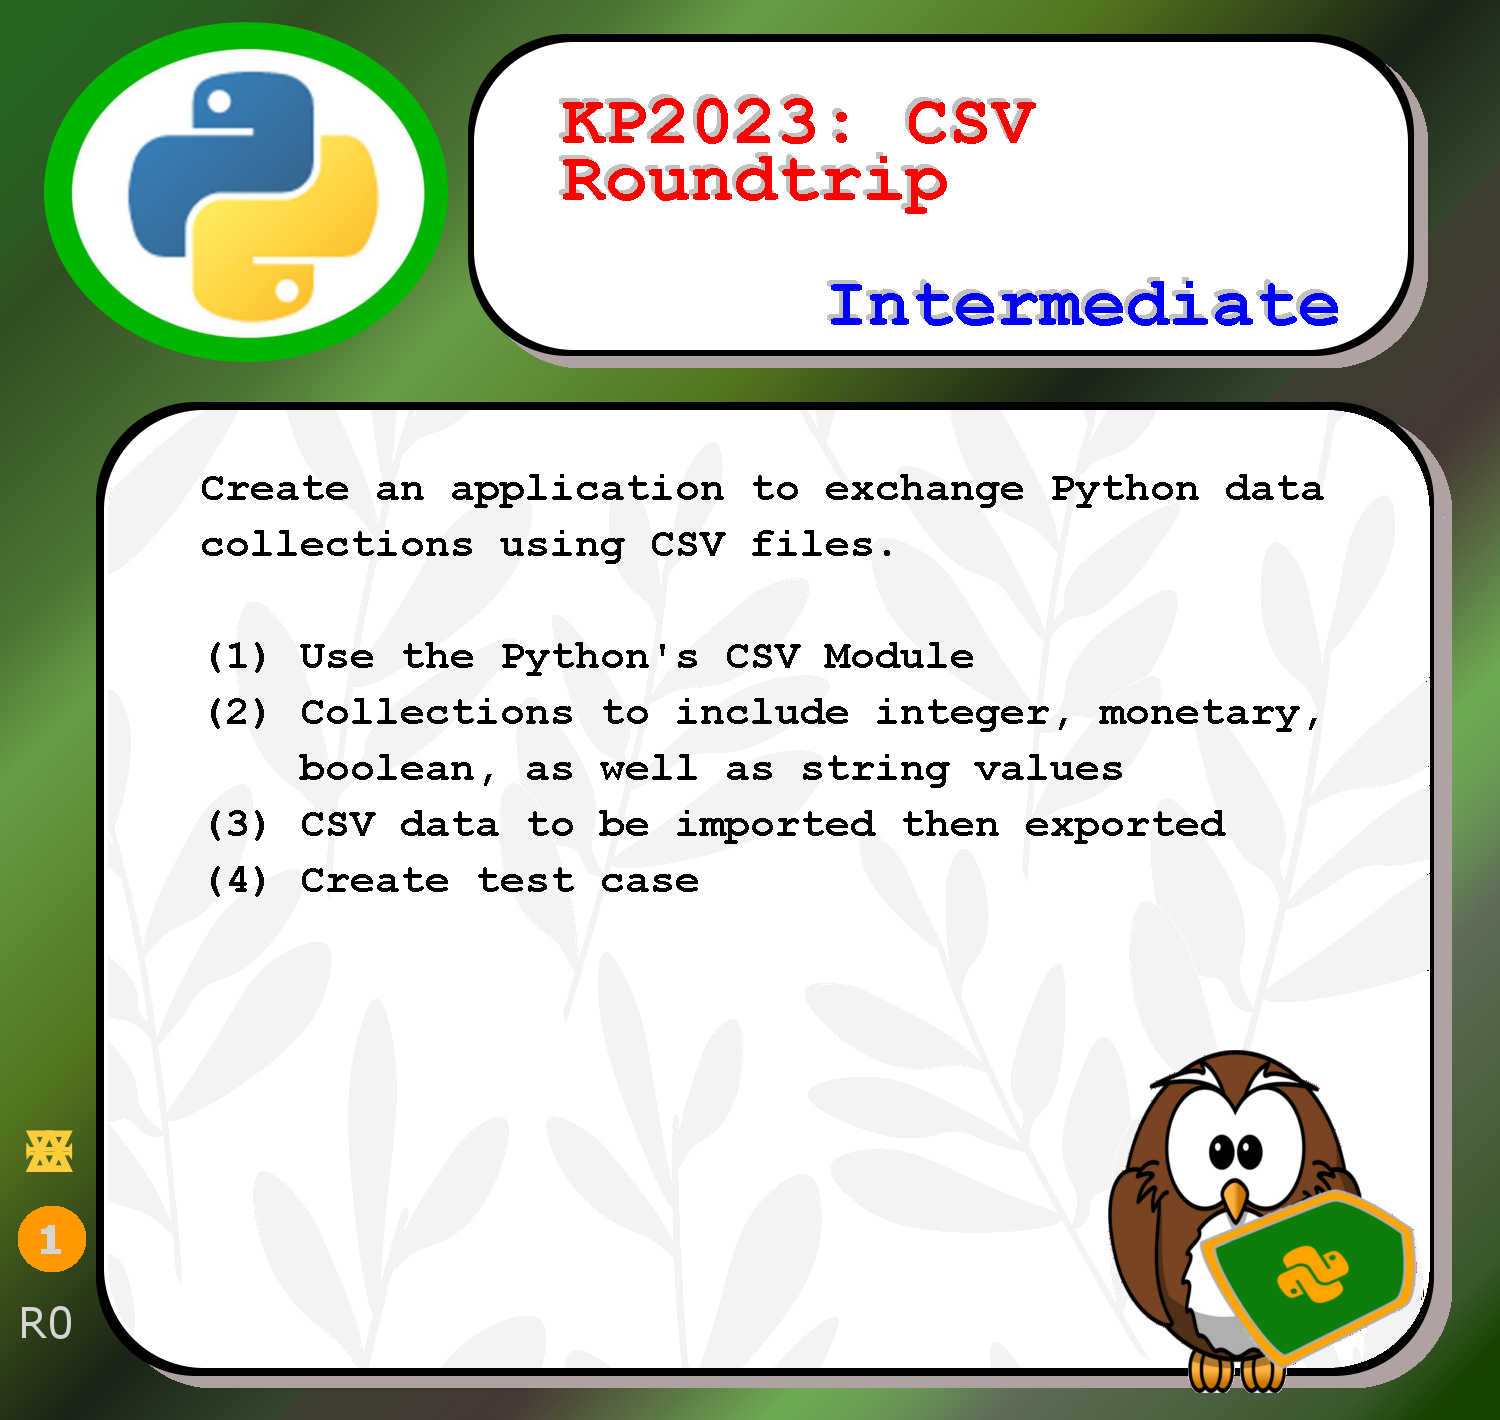 KP2023: CSV
Roundtrip
Intermediate
Create an application to exchange Python data
collections using CSV files.
(1) Use the Python's CSV Module
(2) Collections to include integer, monetary,
boolean, as well as string values
(3) CSV data to be imported then exported
(4) Create test case
1
R0